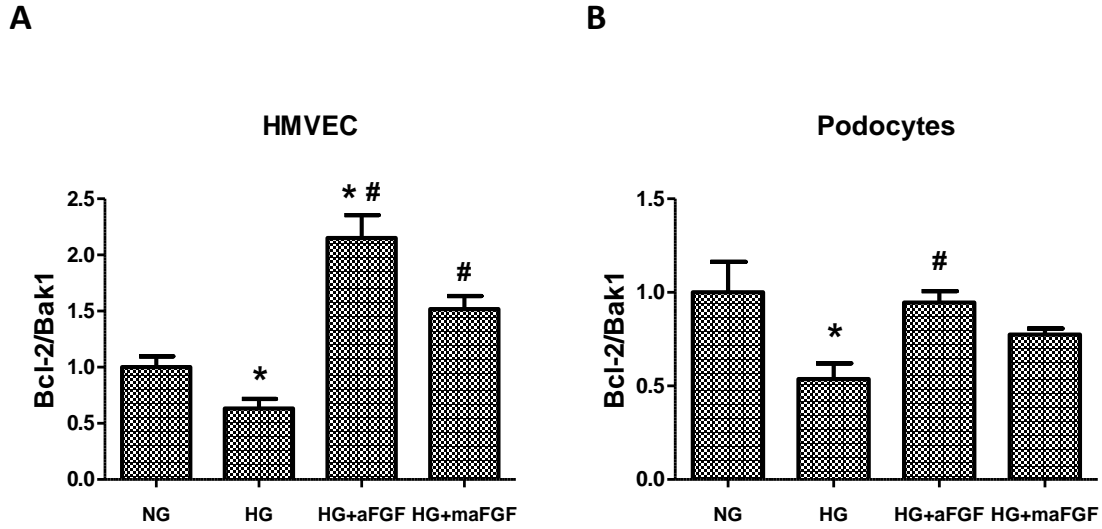 A
B
HMVEC
Podocytes
Bcl-2/Bak1
2.5
2.0
1.5
1.0
0.5
0.0
*
* #
#
NG HG HG+aFGF HG+maFGF
Bcl-2/Bak1
1.5
1.0
0.5
0.0
*
#
NG HG HG+aFGF HG+maFGF